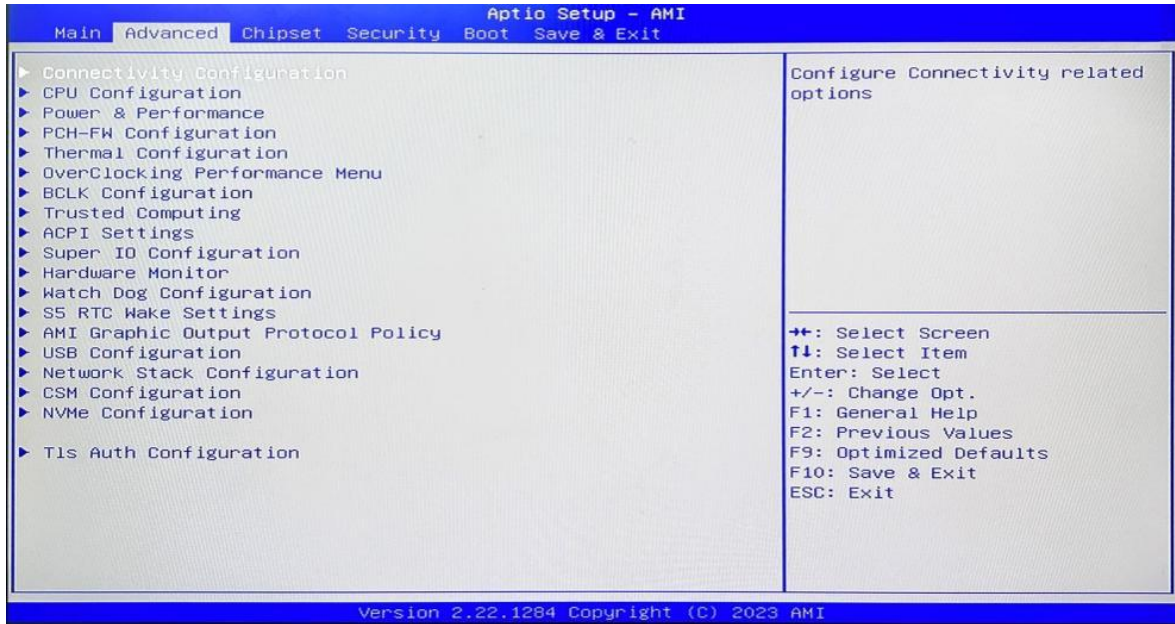 Aptio Setup – AMI
Main Advanced Chipset Security Boot Save & Exit
▶ Connectivity Configuration
▶ CPU Configuration
▶ Power & Performance
▶ PCH-FW Configuration
▶ Thermal Configuration
▶ OverClocking Performance Menu
▶ BCLK Configuration
▶ Trusted Computing
▶ ACPI Settings
▶ Super IO Configuration
▶ Hardware Monitor
▶ Watch Dog Configuration
▶ S5 RTC Wake Settings
▶ AMI Graphic Output Protocol Policy
▶ USB Configuration
▶ Network Stack Configuration
▶ CSM Configuration
▶ NVMe Configuration
▶ Tls Auth Configuration
Configure Connectivity related
options
→←: Select Screen
↑↓: Select Item
Enter: Select
+/-: Change Opt.
F1: General Help
F2: Previous Values
F9: Optimized Defaults
F10: Save & Exit
ESC: Exit
Version 2.22.1284 Copyright (C) 2023 AMI